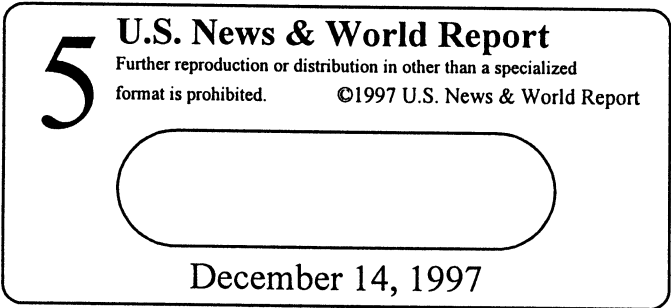 5
U.S. News & World Report
Further reproduction or distribution in other than a specialized
format is prohibited. ©1997 U.S. News & World Report
December 14, 1997